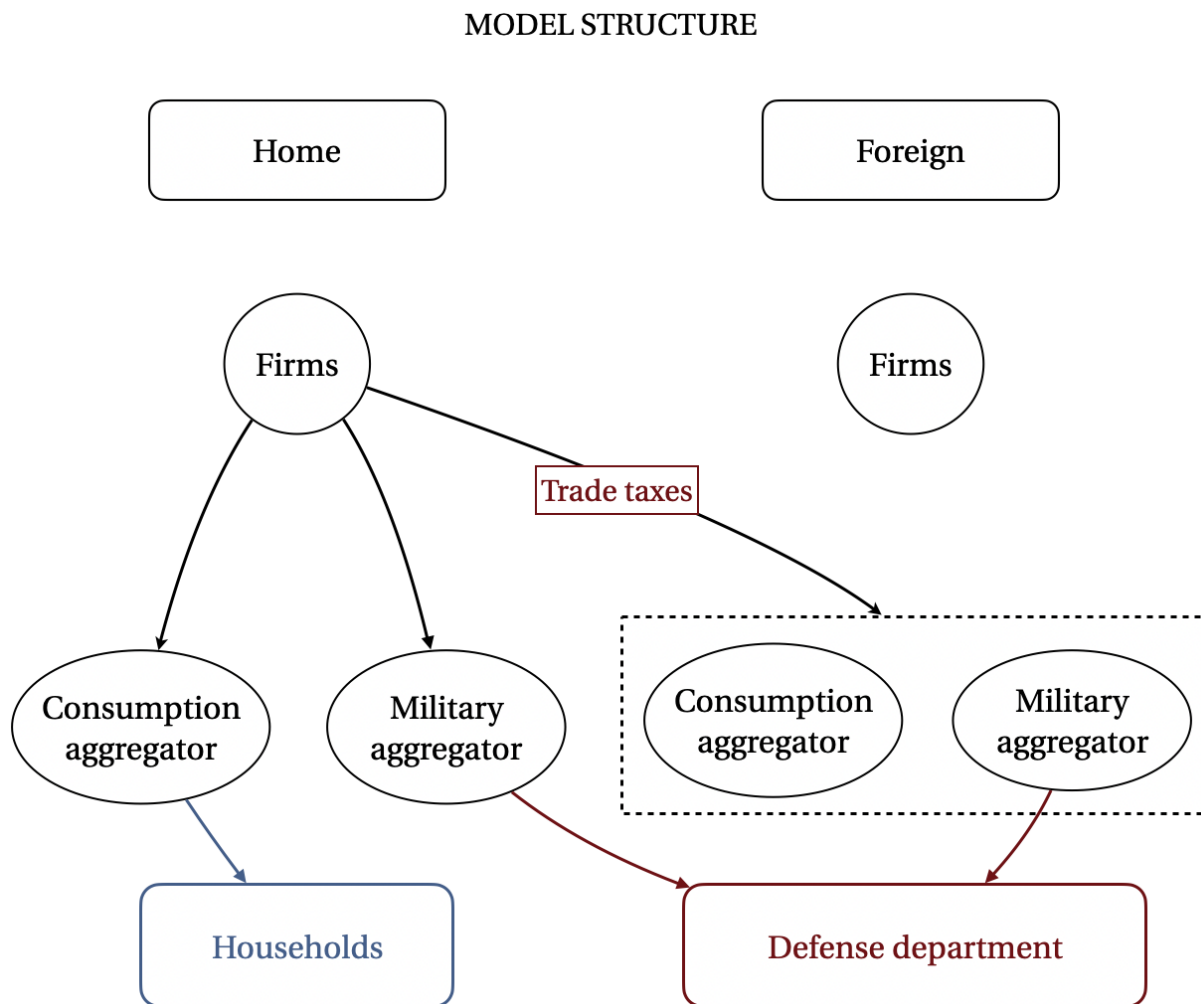 MODEL STRUCTURE
Home
Foreign
Firms
Firms
Trade taxes
Consumption
aggregator
Military
aggregator
Consumption
aggregator
Military
aggregator
Households
Defense department